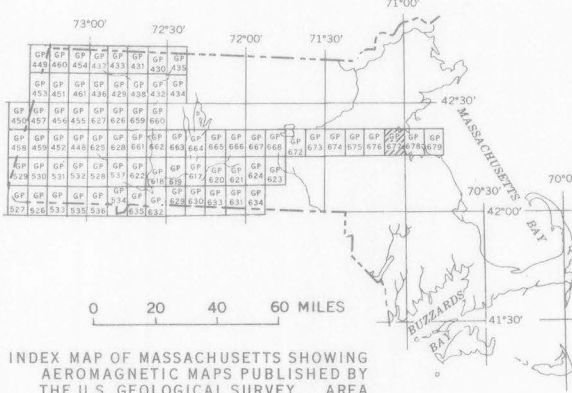 71°00'
73°00' 72°30' 72°00' 71°30'
GP 449 GP 460 GP 454 GP 437 GP 433 GP 431 GP 430 GP 435
GP 453 GP 451 GP 461 GP 436 GP 429 GP 438 GP 432 GP 434
42°30'
GP 450 GP 457 GP 456 GP 455 GP 627 GP 626 GP 659 GP 660
GP 458 GP 459 GP 452 GP 448 GP 625 GP 628 GP 661 GP 662 GP 663 GP 664 GP 665 GP 666 GP 667 GP 668 GP 672 GP 673 GP 674 GP 675 GP 676 677 GP 678 GP 679
GP 529 GP 530 GP 531 GP 532 GP 528 GP 537 GP 622 GP 618 GP 619 GP 617 GP 620 GP 621 GP 624 GP 623
GP 527 GP 526 GP 533 GP 535 GP 536 GP 534 GP 635 GP 632 GP 629 GP 630 GP 633 GP 631 GP 634
MASSACHUSETTS
BAY
70°30' 70°0
42°00'
BUZZARDS
BAY
41°30'
0 20 40 60 MILES
INDEX MAP OF MASSACHUSETTS SHOWING
AEROMAGNETIC MAPS PUBLISHED BY
THE U.S. GEOLOGICAL SURVEY AREA